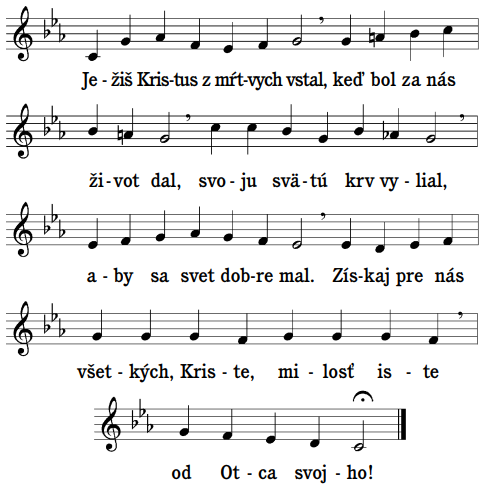 Je - žiš Kris - tus z mŕt - vych vstal, keď bol za nás
ži - vot dal, svo - ju svä - tú krv vy - lial,
a - by sa svet dob - re mal. Zís - kaj pre nás
všet - kých, Kris - te, mi - losť is - te
od Ot - ca svoj - ho!